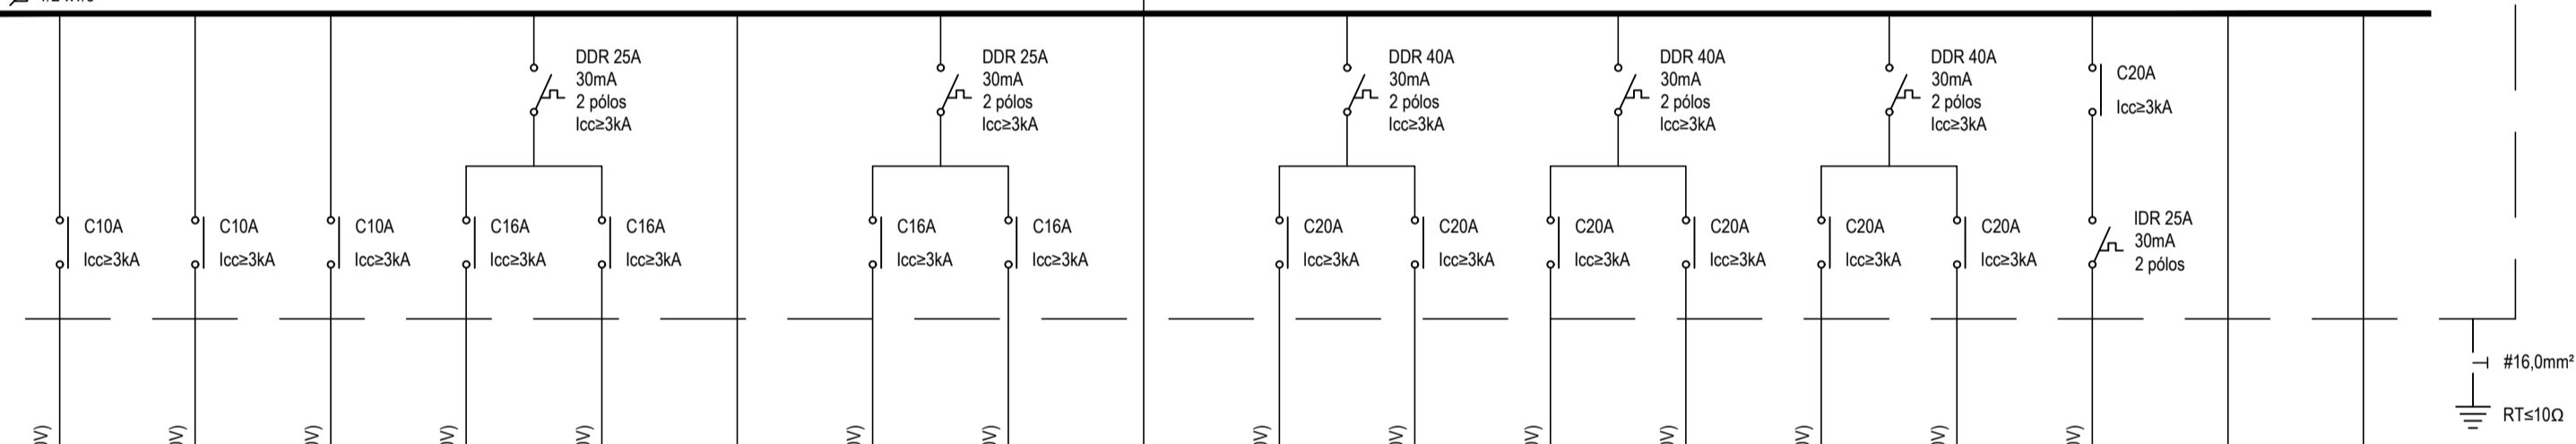 DDR 25A
30mA
2 pólos
Icc≥3kA
DDR 25A
30mA
2 pólos
Icc≥3kA
DDR 40A
30mA
2 pólos
Icc≥3kA
DDR 40A
30mA
2 pólos
Icc≥3kA
DDR 40A
30mA
2 pólos
Icc≥3kA
C20A
Icc≥3kA
C10A
Icc≥3kA
C10A
Icc≥3kA
C10A
Icc≥3kA
C16A
Icc≥3kA
C16A
Icc≥3kA
C16A
Icc≥3kA
C16A
Icc≥3kA
C20A
Icc≥3kA
C20A
Icc≥3kA
C20A
Icc≥3kA
C20A
Icc≥3kA
C20A
Icc≥3kA
C20A
Icc≥3kA
IDR 25A
30mA
2 pólos
#16,0mm²
RT≤10Ω